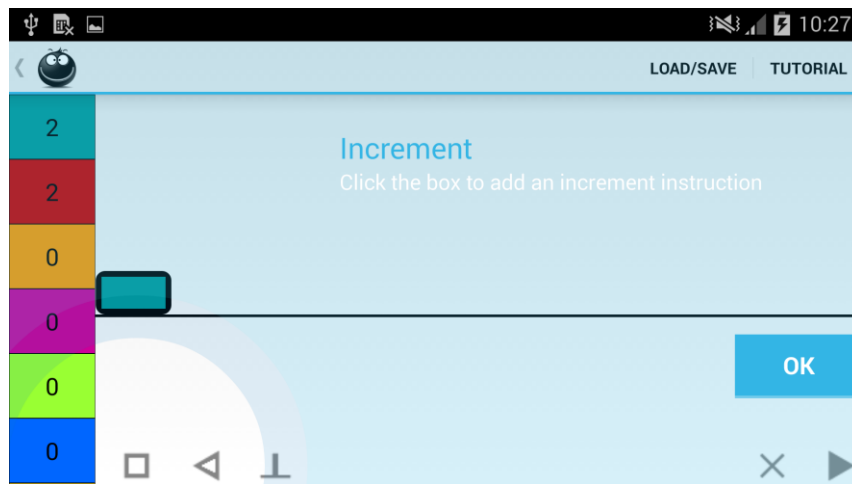 10:27
LOAD/SAVE TUTORIAL
2
Increment
Click the box to add an increment instruction
2
0
0
OK
0
0